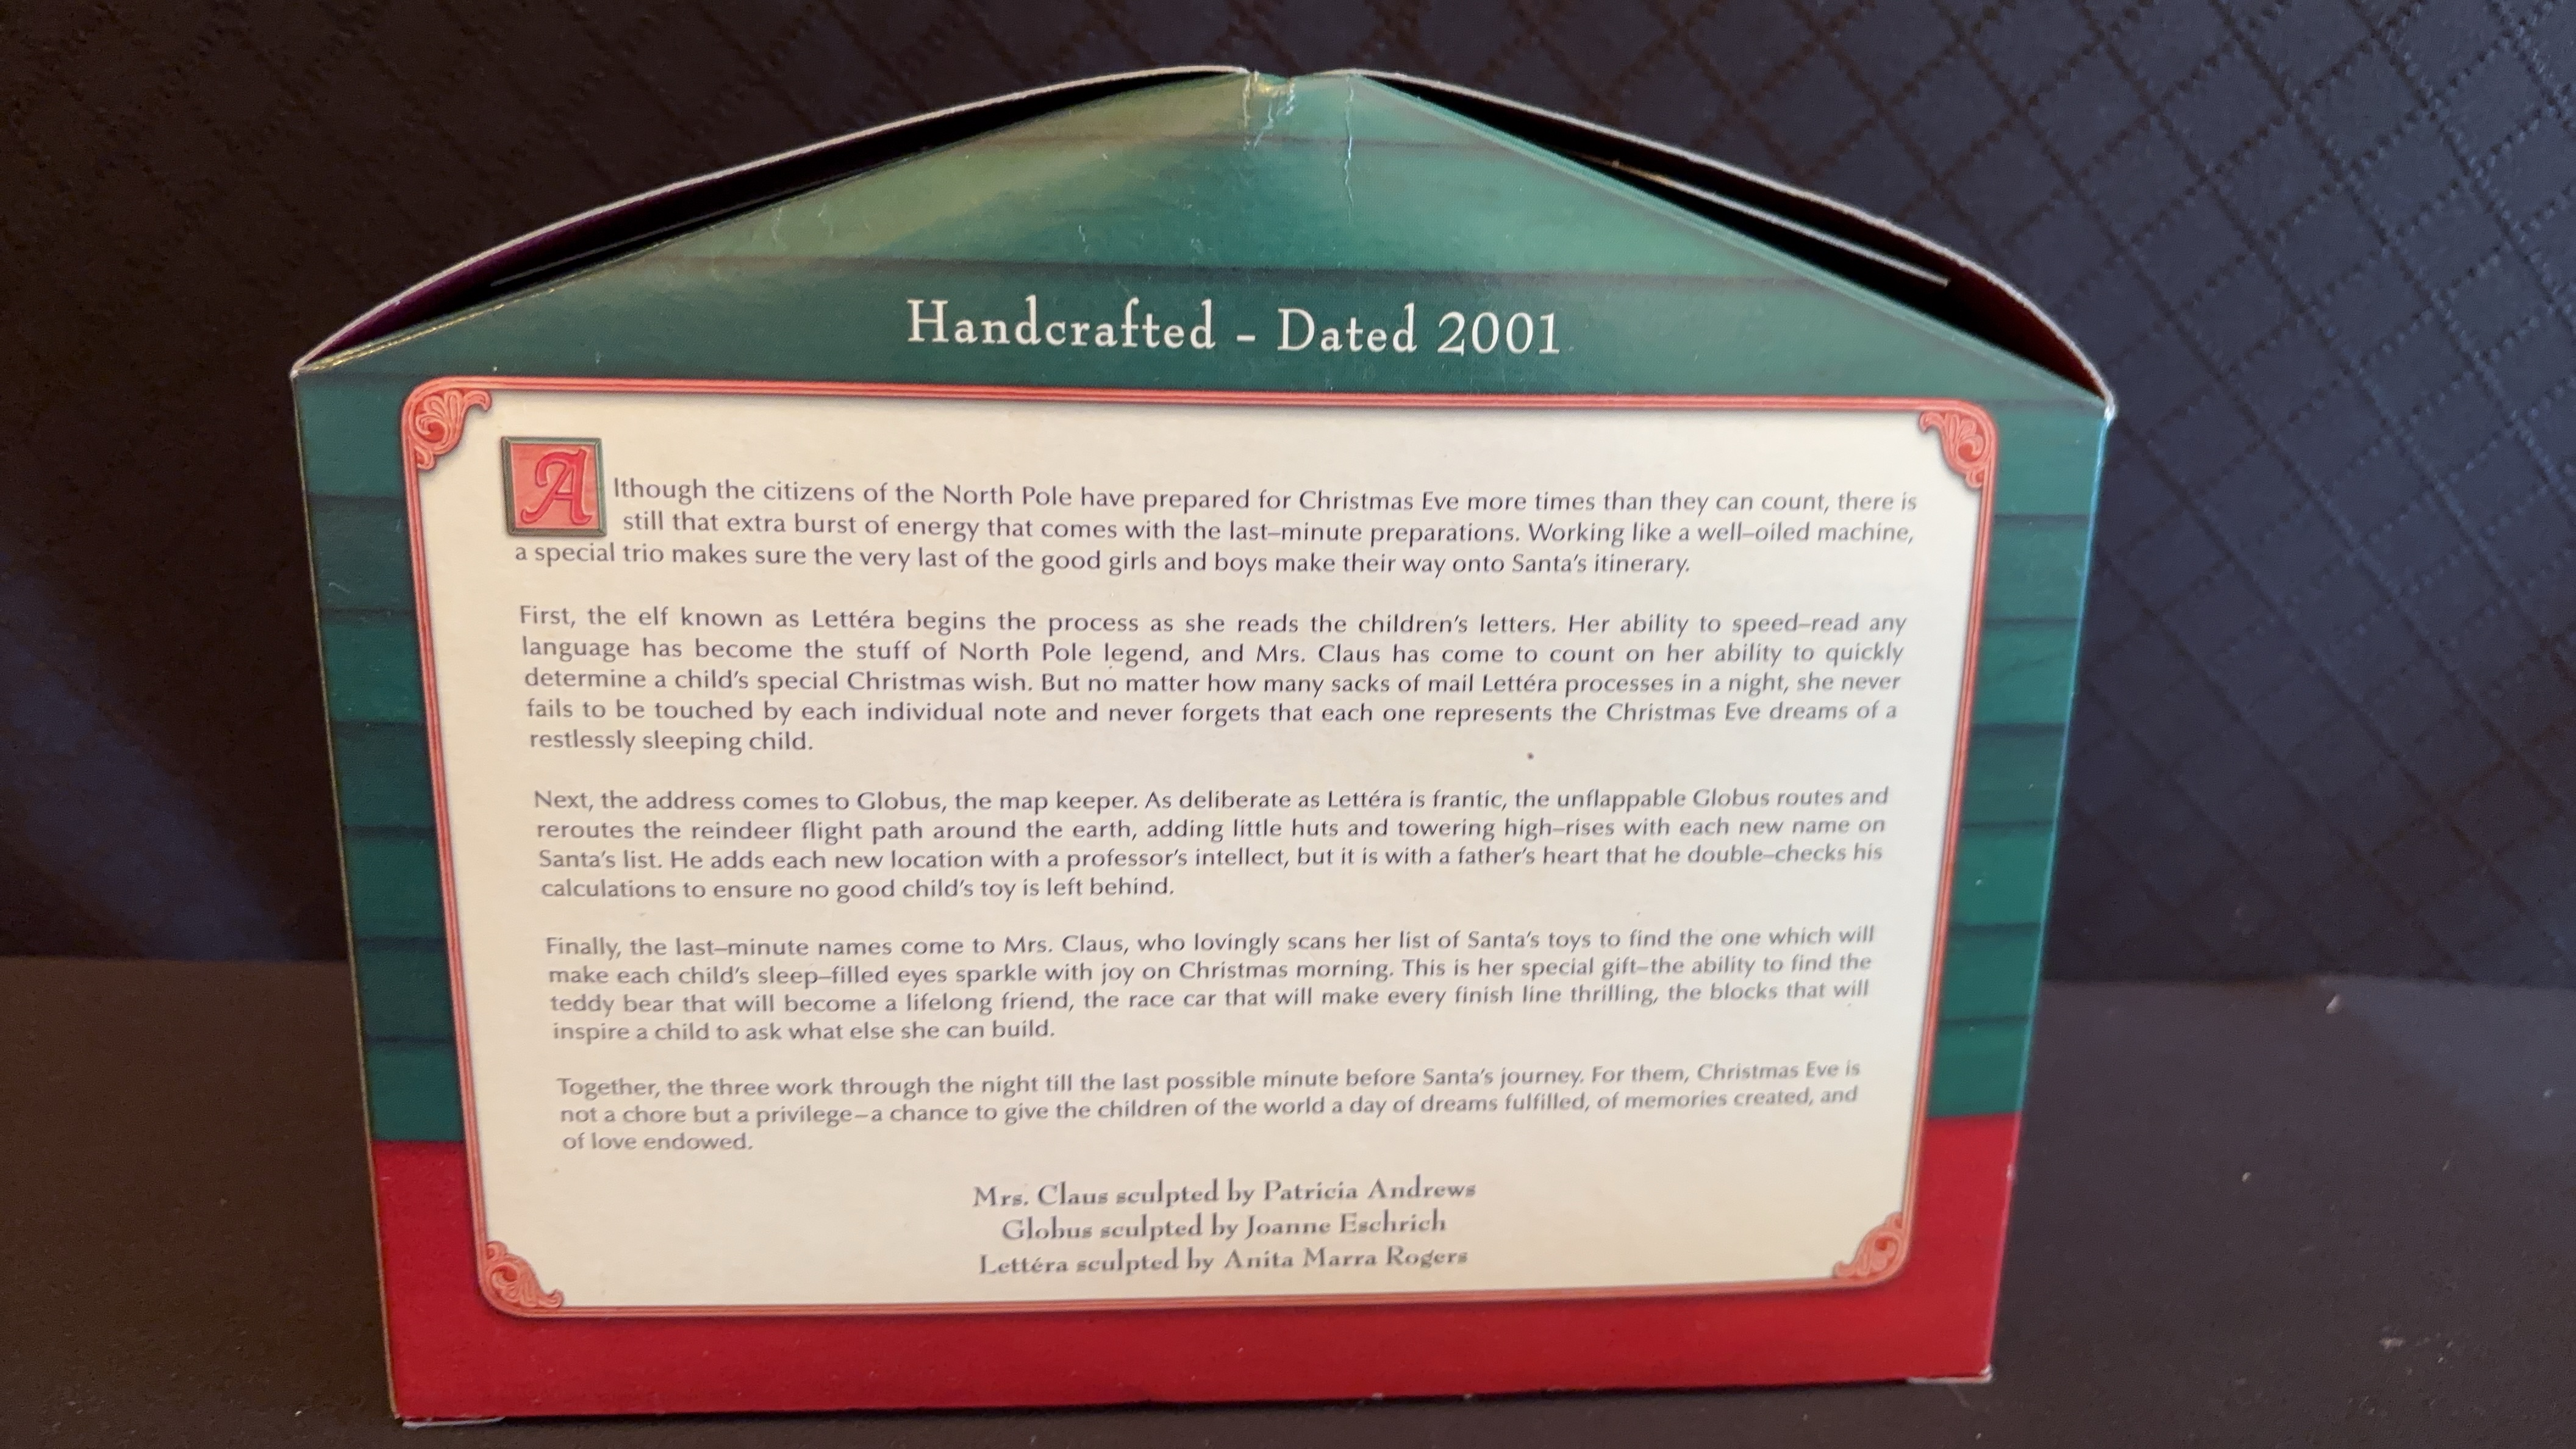 Handcrafted – Dated 2001
Although the citizens of the North Pole have prepared for Christmas Eve more times than they can count, there is
still that extra burst of energy that comes with the last–minute preparations. Working like a well–oiled machine,
a special trio makes sure the very last of the good girls and boys make their way onto Santa's itinerary.
First, the elf known as Lettéra begins the process as she reads the children's letters. Her ability to speed–read any
language has become the stuff of North Pole legend, and Mrs. Claus has come to count on her ability to quickly
determine a child's special Christmas wish. But no matter how many sacks of mail Lettéra processes in a night, she never
fails to be touched by each individual note and never forgets that each one represents the Christmas Eve dreams of a
restlessly sleeping child.
Next, the address comes to Globus, the map keeper. As deliberate as Lettéra is frantic, the unflappable Globus routes and
reroutes the reindeer flight path around the earth, adding little huts and towering high–rises with each new name on
Santa's list. He adds each new location with a professor's intellect, but it is with a father's heart that he double–checks his
calculations to ensure no good child's toy is left behind.
Finally, the last–minute names come to Mrs. Claus, who lovingly scans her list of Santa's toys to find the one which will
make each child's sleep–filled eyes sparkle with joy on Christmas morning. This is her special gift–the ability to find the
teddy bear that will become a lifelong friend, the race car that will make every finish line thrilling, the blocks that will
inspire a child to ask what else she can build.
Together, the three work through the night till the last possible minute before Santa's journey. For them, Christmas Eve is
not a chore but a privilege–a chance to give the children of the world a day of dreams fulfilled, of memories created, and
of love endowed.
Mrs. Claus sculpted by Patricia Andrews
Globus sculpted by Joanne Eschrich
Lettéra sculpted by Anita Marra Rogers